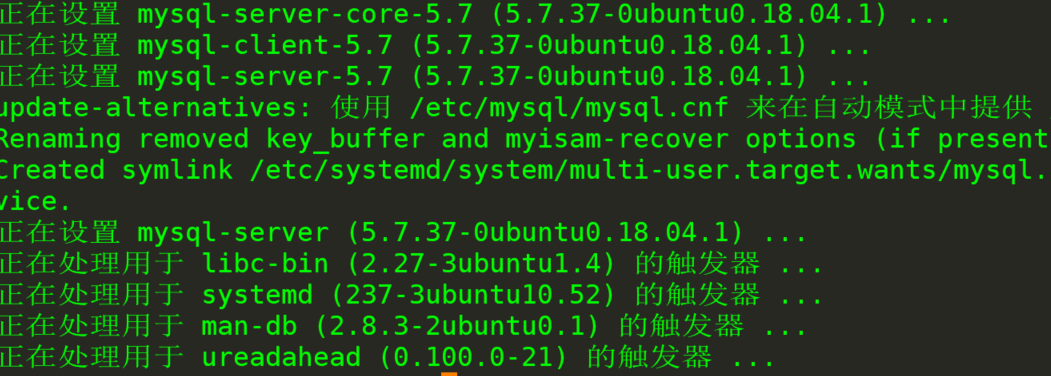 正在设置 mysql-server-core-5.7 (5.7.37-0ubuntu0.18.04.1) ...
正在设置 mysql-client-5.7 (5.7.37-0ubuntu0.18.04.1) ...
正在设置 mysql-server-5.7 (5.7.37-0ubuntu0.18.04.1) ...
update-alternatives: 使用 /etc/mysql/mysql.cnf 来在自动模式中提供
Renaming removed key_buffer and myisam-recover options (if present
Created symlink /etc/systemd/system/multi-user.target.wants/mysql.
vice.
正在设置 mysql-server (5.7.37-0ubuntu0.18.04.1) ...
正在处理用于 libc-bin (2.27-3ubuntu1.4) 的触发器 ...
正在处理用于 systemd (237-3ubuntu10.52) 的触发器 ...
正在处理用于 man-db (2.8.3-2ubuntu0.1) 的触发器 ...
正在处理用于 ureadahead (0.100.0-21) 的触发器 ...